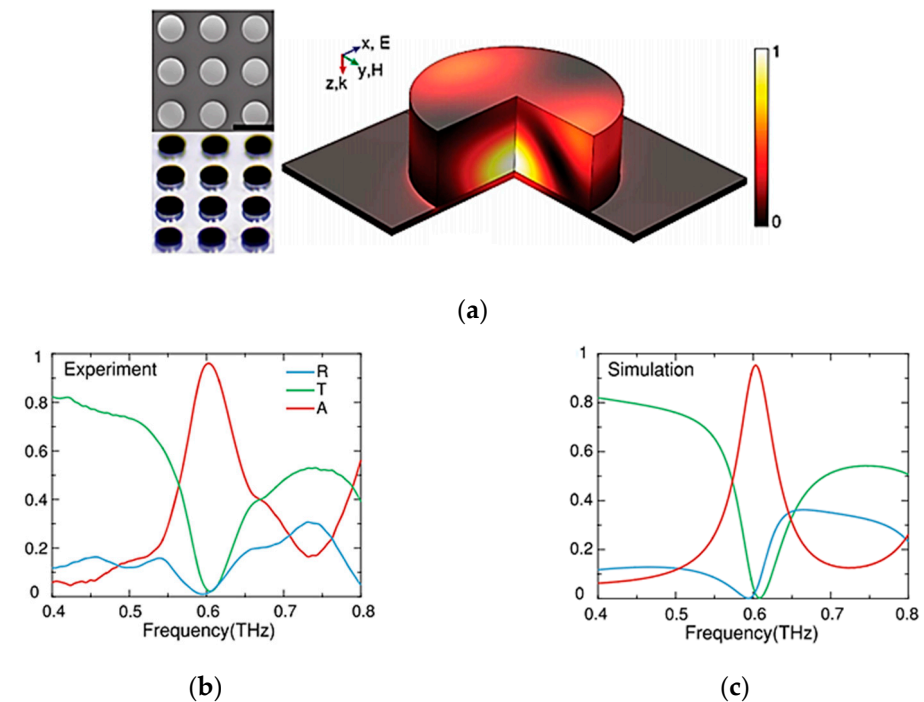 x, E
y,H
z,k
1
0
(a)
Experiment
R
T
A
1
0.8
0.6
0.4
0.2
0
0.4 0.5 0.6 0.7 0.8
Frequency(THz)
(b)
Simulation
1
0.8
0.6
0.4
0.2
0
0.4 0.5 0.6 0.7 0.8
Frequency(THz)
(c)